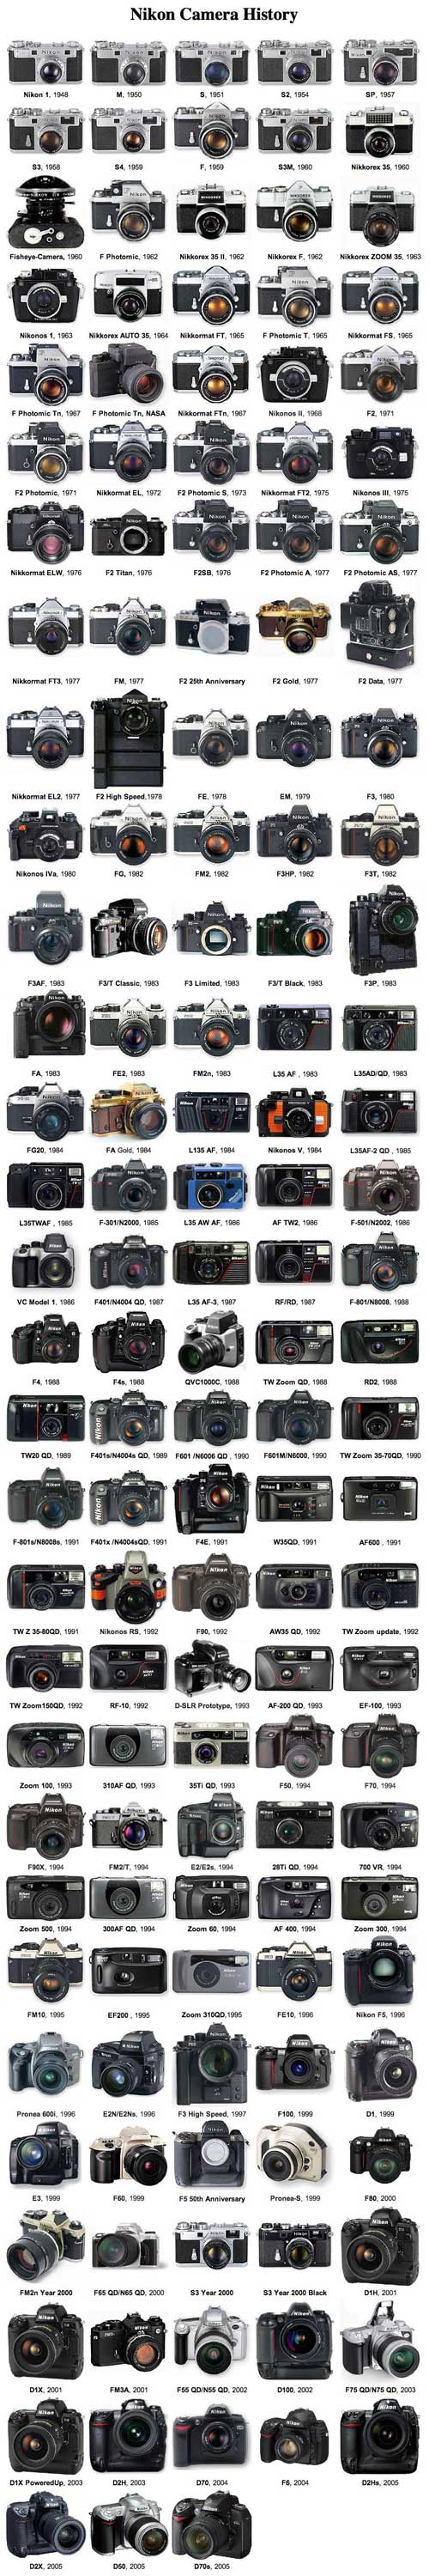 Nikon Camera History
Nikon 1, 1948 M, 1950 S, 1951 S2, 1954 SP, 1957
S3, 1958 S4, 1959 F, 1959 S3M, 1960 Nikkorex 35, 1960
Fisheye-Camera, 1960 F Photomic, 1962 Nikkorex 35 II, 1962 Nikkorex F, 1962 Nikkorex ZOOM 35, 1963
Nikonos 1, 1963 Nikkorex AUTO 35, 1964 Nikkormat FT, 1965 F Photomic T, 1965 Nikkormat FS, 1965
F Photomic Tn, 1967 F Photomic Tn, NASA Nikkormat FTn, 1967 Nikonos II, 1968 F2, 1971
F2 Photomic, 1971 Nikkormat EL, 1972 F2 Photomic S, 1973 Nikkormat FT2, 1975 Nikonos III, 1975
Nikkormat ELW, 1976 F2 Titan, 1976 F2SB, 1976 F2 Photomic A, 1977 F2 Photomic AS, 1977
Nikkormat FT3, 1977 FM, 1977 F2 25th Anniversary F2 Gold, 1977 F2 Data, 1977
Nikkormat EL2, 1977 F2 High Speed,1978 FE, 1978 EM, 1979 F3, 1980
Nikonos IVa, 1980 FG, 1982 FM2, 1982 F3HP, 1982 F3T, 1982
F3AF, 1983 F3/T Classic, 1983 F3 Limited, 1983 F3/T Black, 1983 F3P, 1983
FA, 1983 FE2, 1983 FM2n, 1983 L35 AF , 1983 L35AD/QD, 1983
FG20, 1984 FA Gold, 1984 L135 AF, 1984 Nikonos V, 1984 L35AF-2 QD , 1985
L35TWAF , 1985 F-301/N2000, 1985 L35 AW AF, 1986 AF TW2, 1986 F-501/N2002, 1986
VC Model 1, 1986 F401/N4004 QD, 1987 L35 AF-3, 1987 RF/RD, 1987 F-801/N8008, 1988
F4, 1988 F4s, 1988 QVC1000C, 1988 TW Zoom QD, 1988 RD2, 1988
TW20 QD, 1989 F401s/N4004s QD, 1989 F601 /N6006 QD , 1990 F601M/N6000, 1990 TW Zoom 35-70QD, 1990
F-801s/N8008s, 1991 F401x /N4004sQD, 1991 F4E, 1991 W35QD, 1991 AF600 , 1991
TW Z 35-80QD, 1991 Nikonos RS, 1992 F90, 1992 AW35 QD, 1992 TW Zoom update, 1992
TW Zoom150QD, 1992 RF-10, 1992 D-SLR Prototype, 1993 AF-200 QD, 1993 EF-100, 1993
Zoom 100, 1993 310AF QD, 1993 35Ti QD, 1993 F50, 1994 F70, 1994
F90X, 1994 FM2/T, 1994 E2/E2s, 1994 28Ti QD, 1994 700 VR, 1994
Zoom 500, 1994 300AF QD, 1994 Zoom 60, 1994 AF 400, 1994 Zoom 300, 1994
FM10, 1995 EF200 , 1995 Zoom 310QD,1995 FE10, 1996 Nikon F5, 1996
Pronea 600i, 1996 E2N/E2Ns, 1996 F3 High Speed, 1997 F100, 1999 D1, 1999
E3, 1999 F60, 1999 F5 50th Anniversary Pronea-S, 1999 F80, 2000
FM2n Year 2000 F65 QD/N65 QD, 2000 S3 Year 2000 S3 Year 2000 Black D1H, 2001
D1X, 2001 FM3A, 2001 F55 QD/N55 QD, 2002 D100, 2002 F75 QD/N75 QD, 2003
D1X PoweredUp, 2003 D2H, 2003 D70, 2004 F6, 2004 D2Hs, 2005
D2X, 2005 D50, 2005 D70s, 2005